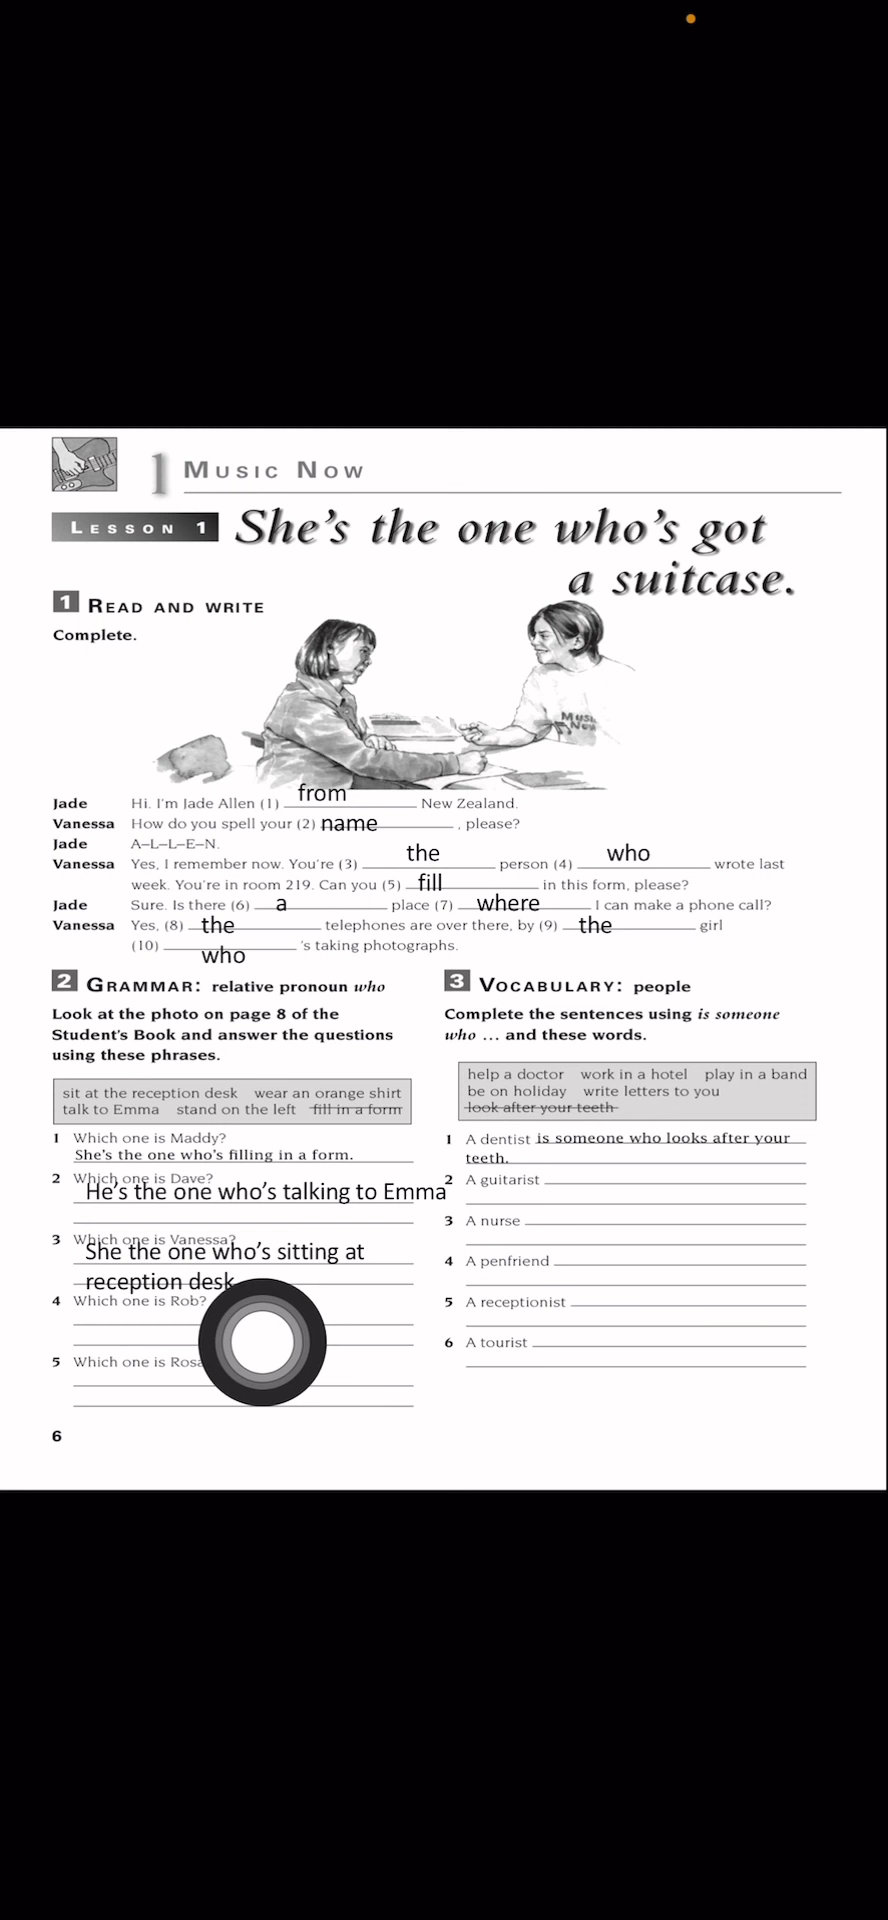 1 MUSIC NOW
LESSON 1 She's the one who's got
a suitcase.
1 READ AND WRITE
Complete.
Music
Now
Jade Hi. I'm Jade Allen (1) from New Zealand.
Vanessa How do you spell your (2) name , please?
Jade A–L–L–E–N.
Vanessa Yes, I remember now. You're (3) the person (4) who wrote last
week. You're in room 219. Can you (5) fill in this form, please?
Jade Sure. Is there (6) a place (7) where I can make a phone call?
Vanessa Yes, (8) the telephones are over there, by (9) the girl
(10) who 's taking photographs.
2 GRAMMAR: relative pronoun who
Look at the photo on page 8 of the
Student's Book and answer the questions
using these phrases.
sit at the reception desk wear an orange shirt
talk to Emma stand on the left fill in a form
1 Which one is Maddy?
She's the one who's filling in a form.
2 Which one is Dave?
He's the one who's talking to Emma
3 Which one is Vanessa?
She the one who's sitting at
reception desk
4 Which one is Rob?
5 Which one is
3 VOCABULARY: people
Complete the sentences using is someone
who ... and these words.
help a doctor work in a hotel play in a band
be on holiday write letters to you
look after your teeth
1 A dentist is someone who looks after your
teeth.
2 A guitarist
3 A nurse
4 A penfriend
5 A receptionist
6 A tourist
6